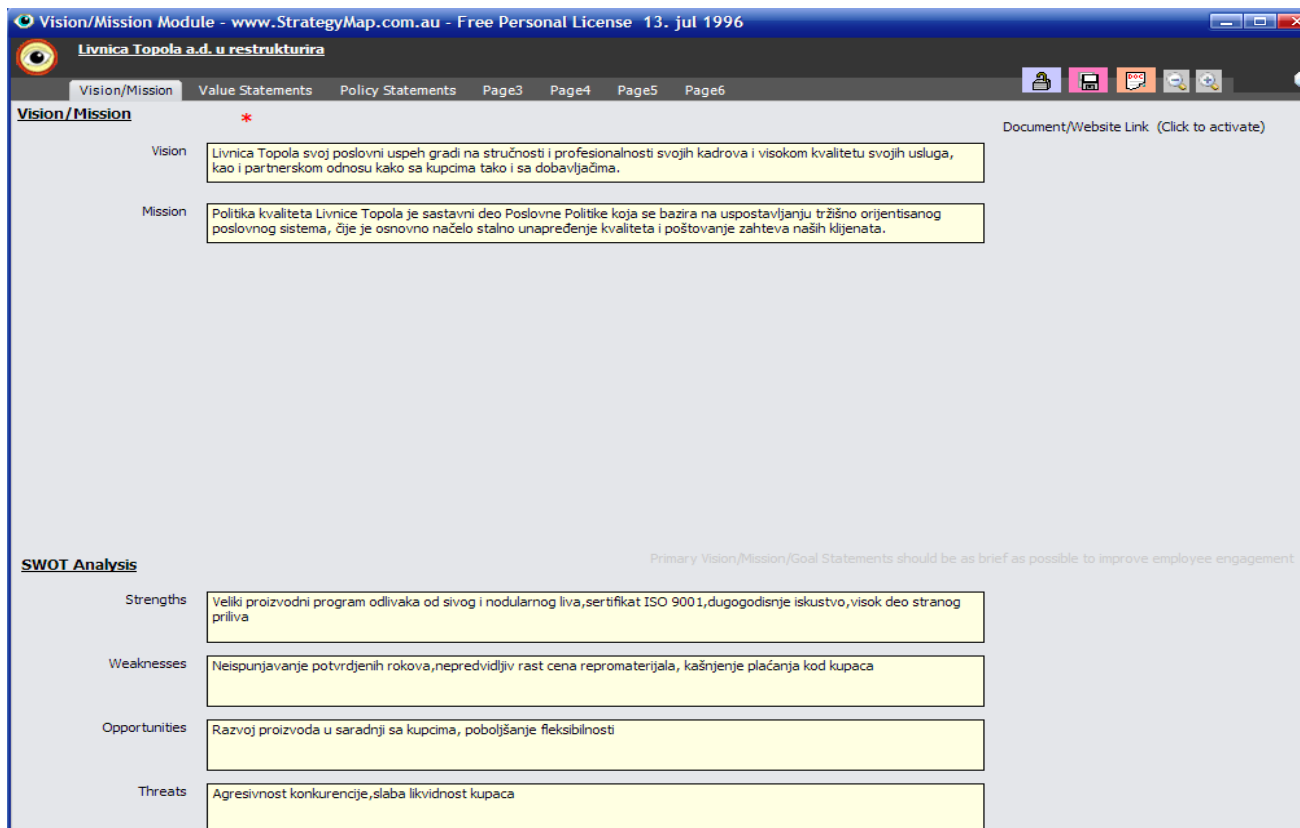 Vision/Mission Module - www.StrategyMap.com.au - Free Personal License 13. jul 1996
Livnica Topola a.d. u restrukturira
Vision/Mission Value Statements Policy Statements Page3 Page4 Page5 Page6
Vision/Mission *
Document/Website Link (Click to activate)
Vision
Livnica Topola svoj poslovni uspeh gradi na stručnosti i profesionalnosti svojih kadrova i visokom kvalitetu svojih usluga,
kao i partnerskom odnosu kako sa kupcima tako i sa dobavljačima.
Mission
Politika kvaliteta Livnice Topola je sastavni deo Poslovne Politike koja se bazira na uspostavljanju tržišno orijentisanog
poslovnog sistema, čije je osnovno načelo stalno unapređenje kvaliteta i poštovanje zahteva naših klijenata.
Primary Vision/Mission/Goal Statements should be as brief as possible to improve employee engagement
SWOT Analysis
Strengths
Veliki proizvodni program odlivaka od sivog i nodularnog liva,sertifikat ISO 9001,dugogodisnje iskustvo,visok deo stranog
priliva
Weaknesses
Neispunjavanje potvrdjenih rokova,nepredvidljiv rast cena repromaterijala, kašnjenje plaćanja kod kupaca
Opportunities
Razvoj proizvoda u saradnji sa kupcima, poboljšanje fleksibilnosti
Threats
Agresivnost konkurencije,slaba likvidnost kupaca